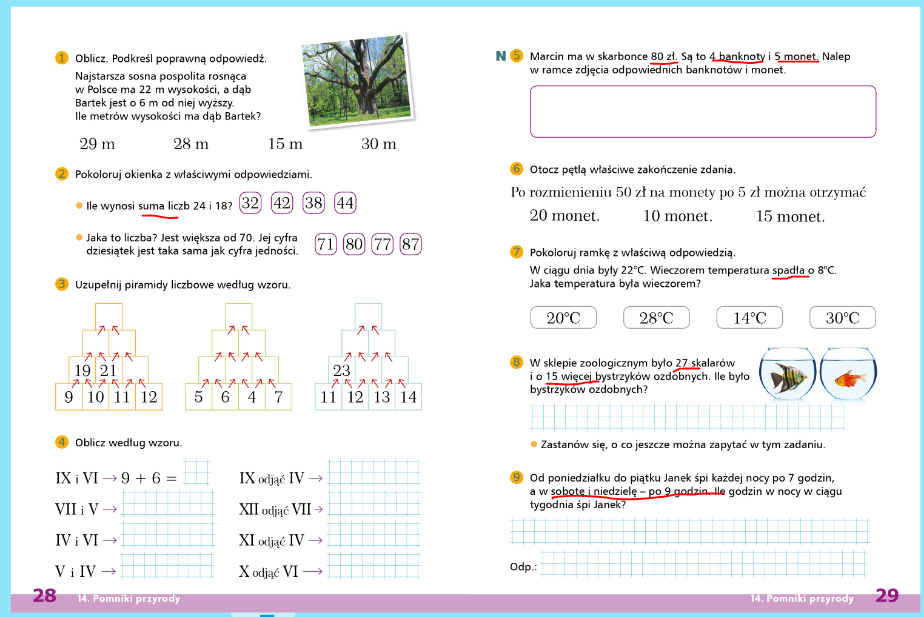 1 Oblicz. Podkreśl poprawną odpowiedź.
Najstarsza sosna pospolita rosnąca
w Polsce ma 22 m wysokości, a dąb
Bartek jest o 6 m od niej wyższy.
Ile metrów wysokości ma dąb Bartek?
29 m 28 m 15 m 30 m
2 Pokoloruj okienka z właściwymi odpowiedziami.
Ile wynosi suma liczb 24 i 18? 32 42 38 44
Jaka to liczba? Jest większa od 70. Jej cyfra
dziesiątek jest taka sama jak cyfra jedności. 71 80 77 87
3 Uzupełnij piramidy liczbowe według wzoru.
19 21
9 10 11 12
5 6 4 7
23
11 12 13 14
4 Oblicz według wzoru.
IX i VI → 9 + 6 =
VII i V →
IV i VI →
V i IV →
IX odjąć IV →
XII odjąć VII →
XI odjąć IV →
X odjąć VI →
28 14. Pomniki przyrody
N 5 Marcin ma w skarbonce 80 zł. Są to 4 banknoty i 5 monet. Nalep
w ramce zdjęcia odpowiednich banknotów i monet.
6 Otocz pętlą właściwe zakończenie zdania.
Po rozmienieniu 50 zł na monety po 5 zł można otrzymać
20 monet. 10 monet. 15 monet.
7 Pokoloruj ramkę z właściwą odpowiedzią.
W ciągu dnia były 22°C. Wieczorem temperatura spadła o 8°C.
Jaka temperatura była wieczorem?
20°C 28°C 14°C 30°C
8 W sklepie zoologicznym było 27 skalarów
i o 15 więcej bystrzyków ozdobnych. Ile było
bystrzyków ozdobnych?
Zastanów się, o co jeszcze można zapytać w tym zadaniu.
9 Od poniedziałku do piątku Janek śpi każdej nocy po 7 godzin,
a w sobotę i niedzielę – po 9 godzin. Ile godzin w nocy w ciągu
tygodnia śpi Janek?
Odp.:
14. Pomniki przyrody 29